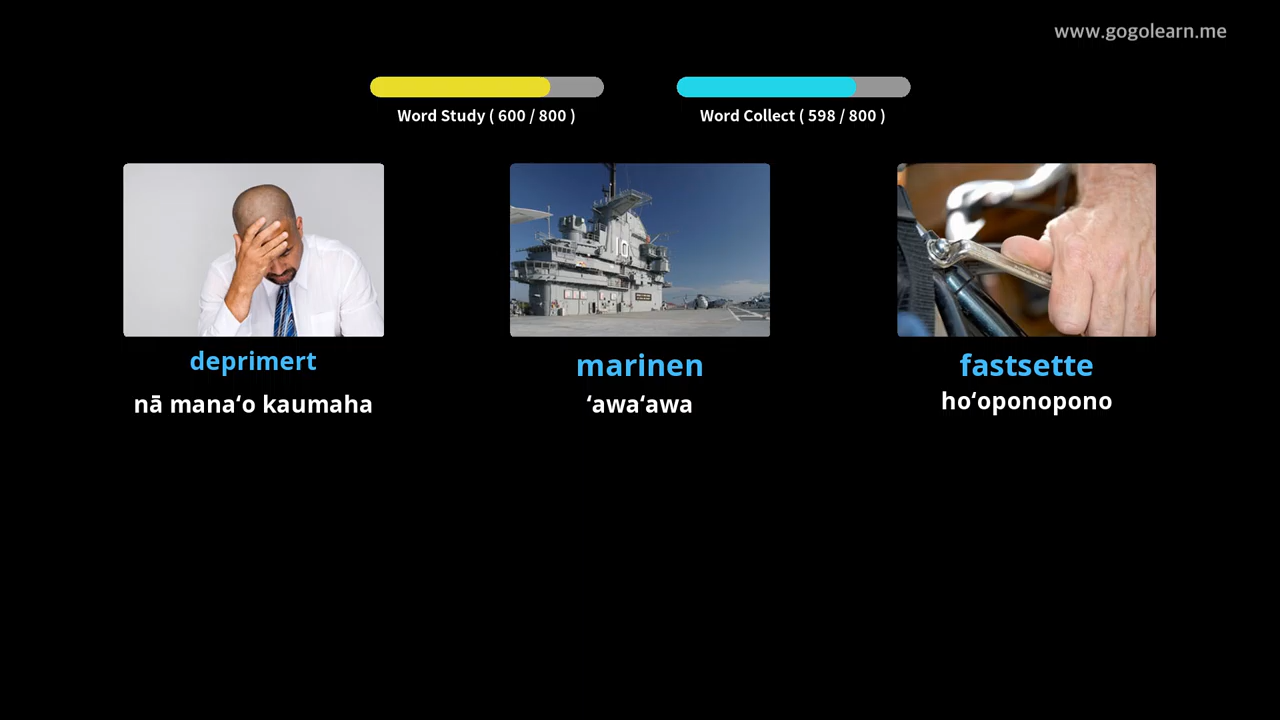 www.gogolearn.me
Word Study ( 600 / 800 )
Word Collect ( 598 / 800 )
10
deprimert
marinen
fastsette
nā manaʻo kaumaha
ʻawaʻawa
hoʻoponopono